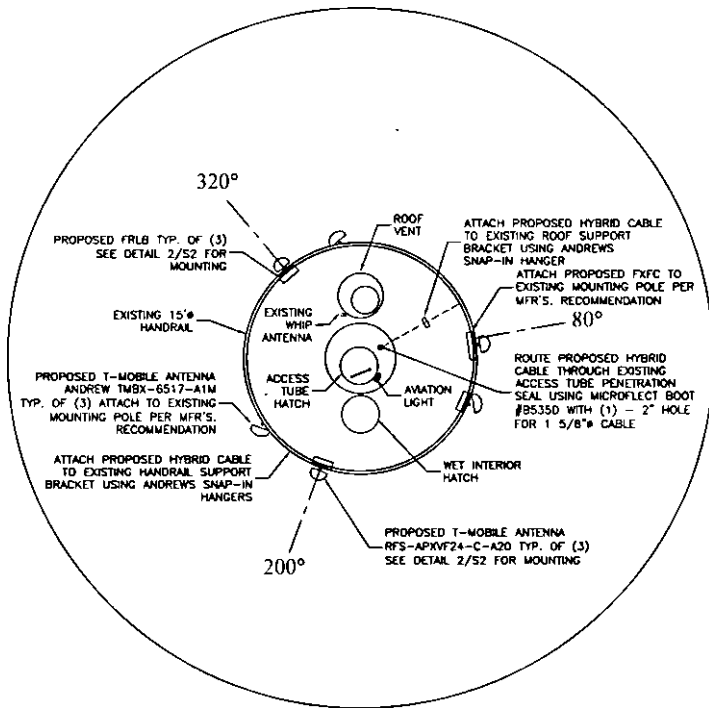 320°
PROPOSED FRLB TYP. OF (3)
SEE DETAIL 2/S2 FOR
MOUNTING
EXISTING 15'ø
HANDRAIL
PROPOSED T-MOBILE ANTENNA
ANDREW TMBX-6517-A1M
TYP. OF (3) ATTACH TO EXISTING
MOUNTING POLE PER MFR'S.
RECOMMENDATION
ATTACH PROPOSED HYBRID CABLE
TO EXISTING HANDRAIL SUPPORT
BRACKET USING ANDREWS SNAP-IN
HANGERS
200°
ROOF
VENT
EXISTING
WHIP
ANTENNA
ACCESS
TUBE
HATCH
AVIATION
LIGHT
WET INTERIOR
HATCH
ATTACH PROPOSED HYBRID CABLE
TO EXISTING ROOF SUPPORT
BRACKET USING ANDREWS
SNAP-IN HANGER
ATTACH PROPOSED FXFC TO
EXISTING MOUNTING POLE PER
MFR'S. RECOMMENDATION
80°
ROUTE PROPOSED HYBRID
CABLE THROUGH EXISTING
ACCESS TUBE PENETRATION
SEAL USING MICROFLECT BOOT
#B535D WITH (1) – 2" HOLE
FOR 1 5/8"ø CABLE
PROPOSED T-MOBILE ANTENNA
RFS-APXVF24-C-A20 TYP. OF (3)
SEE DETAIL 2/S2 FOR MOUNTING